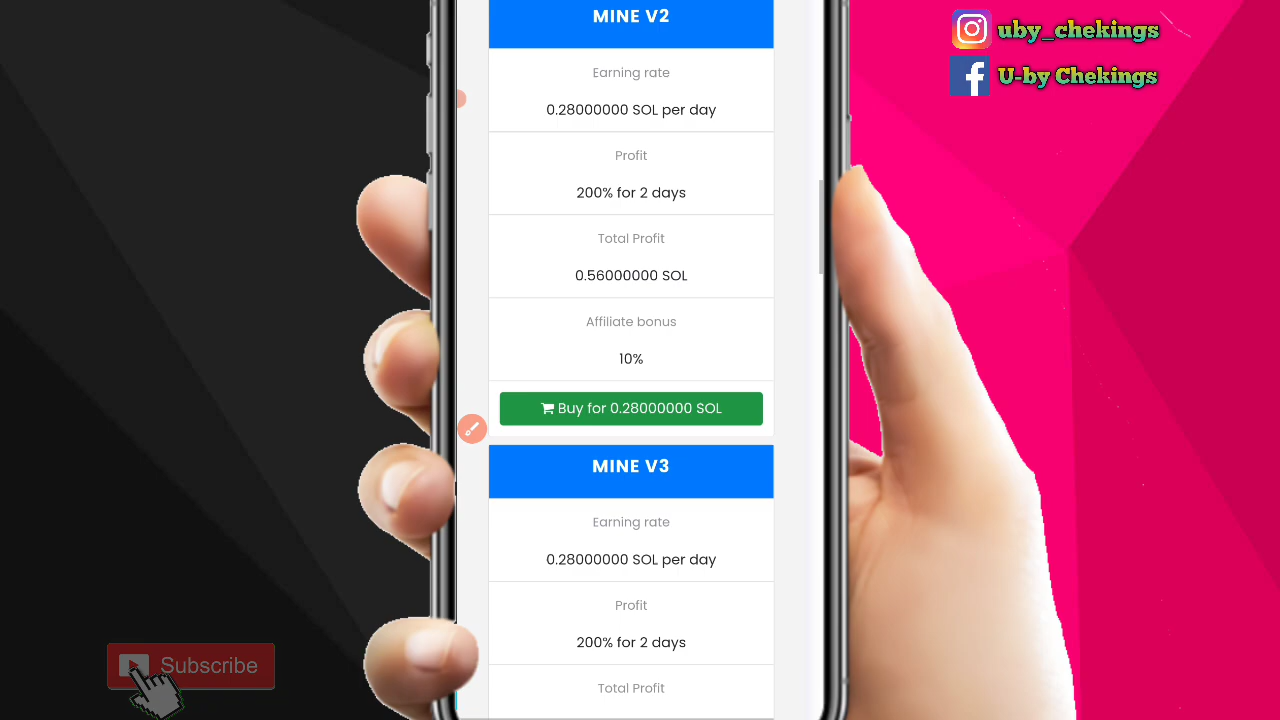 MINE V2
Earning rate
0.28000000 SOL per day
Profit
200% for 2 days
Total Profit
0.56000000 SOL
Affiliate bonus
10%
Buy for 0.28000000 SOL
MINE V3
Earning rate
0.28000000 SOL per day
Profit
200% for 2 days
Total Profit
uby_chekings
U-by Chekings
Subscribe